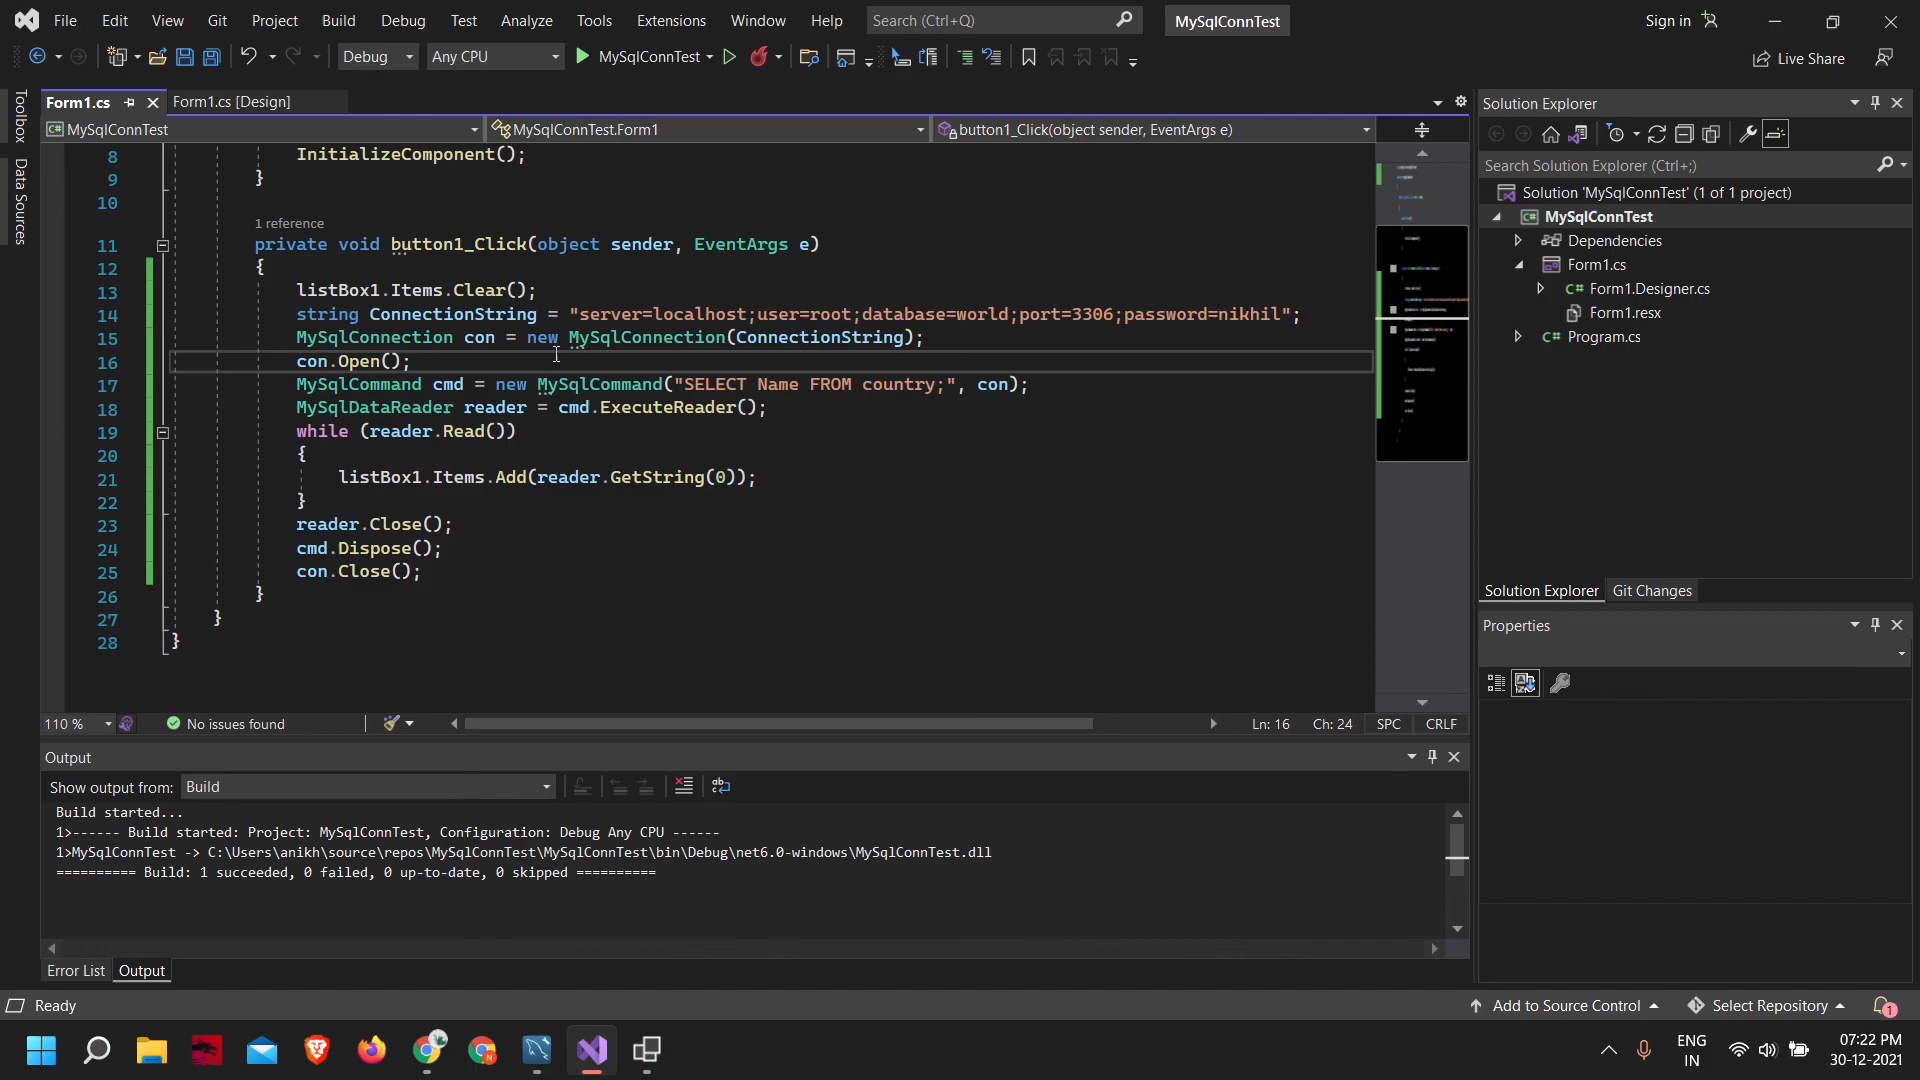 File Edit View Git Project Build Debug Test Analyze Tools Extensions Window Help Search (Ctrl+Q) MySqlConnTest Sign in
Debug Any CPU MySqlConnTest Live Share
Toolbox
Data Sources
Form1.cs Form1.cs [Design]
MySqlConnTest MySqlConnTest.Form1 button1_Click(object sender, EventArgs e)
8 InitializeComponent();
9 }
10
1 reference
11 private void button1_Click(object sender, EventArgs e)
12 {
13 listBox1.Items.Clear();
14 string ConnectionString = "server=localhost;user=root;database=world;port=3306;password=nikhil";
15 MySqlConnection con = new MySqlConnection(ConnectionString);
16 con.Open();
17 MySqlCommand cmd = new MySqlCommand("SELECT Name FROM country;", con);
18 MySqlDataReader reader = cmd.ExecuteReader();
19 while (reader.Read())
20 {
21 listBox1.Items.Add(reader.GetString(0));
22 }
23 reader.Close();
24 cmd.Dispose();
25 con.Close();
26 }
27 }
28 }
110 % No issues found Ln: 16 Ch: 24 SPC CRLF
Output
Show output from: Build
Build started...
1>------ Build started: Project: MySqlConnTest, Configuration: Debug Any CPU ------
1>MySqlConnTest -> C:\Users\anikh\source\repos\MySqlConnTest\MySqlConnTest\bin\Debug\net6.0-windows\MySqlConnTest.dll
========== Build: 1 succeeded, 0 failed, 0 up-to-date, 0 skipped ==========
Error List Output
Solution Explorer
Search Solution Explorer (Ctrl+;)
Solution 'MySqlConnTest' (1 of 1 project)
C# MySqlConnTest
Dependencies
Form1.cs
C# Form1.Designer.cs
Form1.resx
C# Program.cs
Solution Explorer Git Changes
Properties
Ready Add to Source Control Select Repository 1
ENG
IN
07:22 PM
30-12-2021